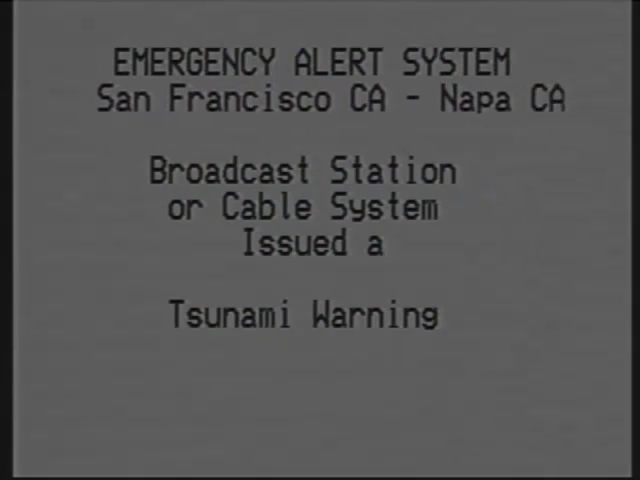 EMERGENCY ALERT SYSTEM
San Francisco CA - Napa CA
Broadcast Station
or Cable System
Issued a
Tsunami Warning